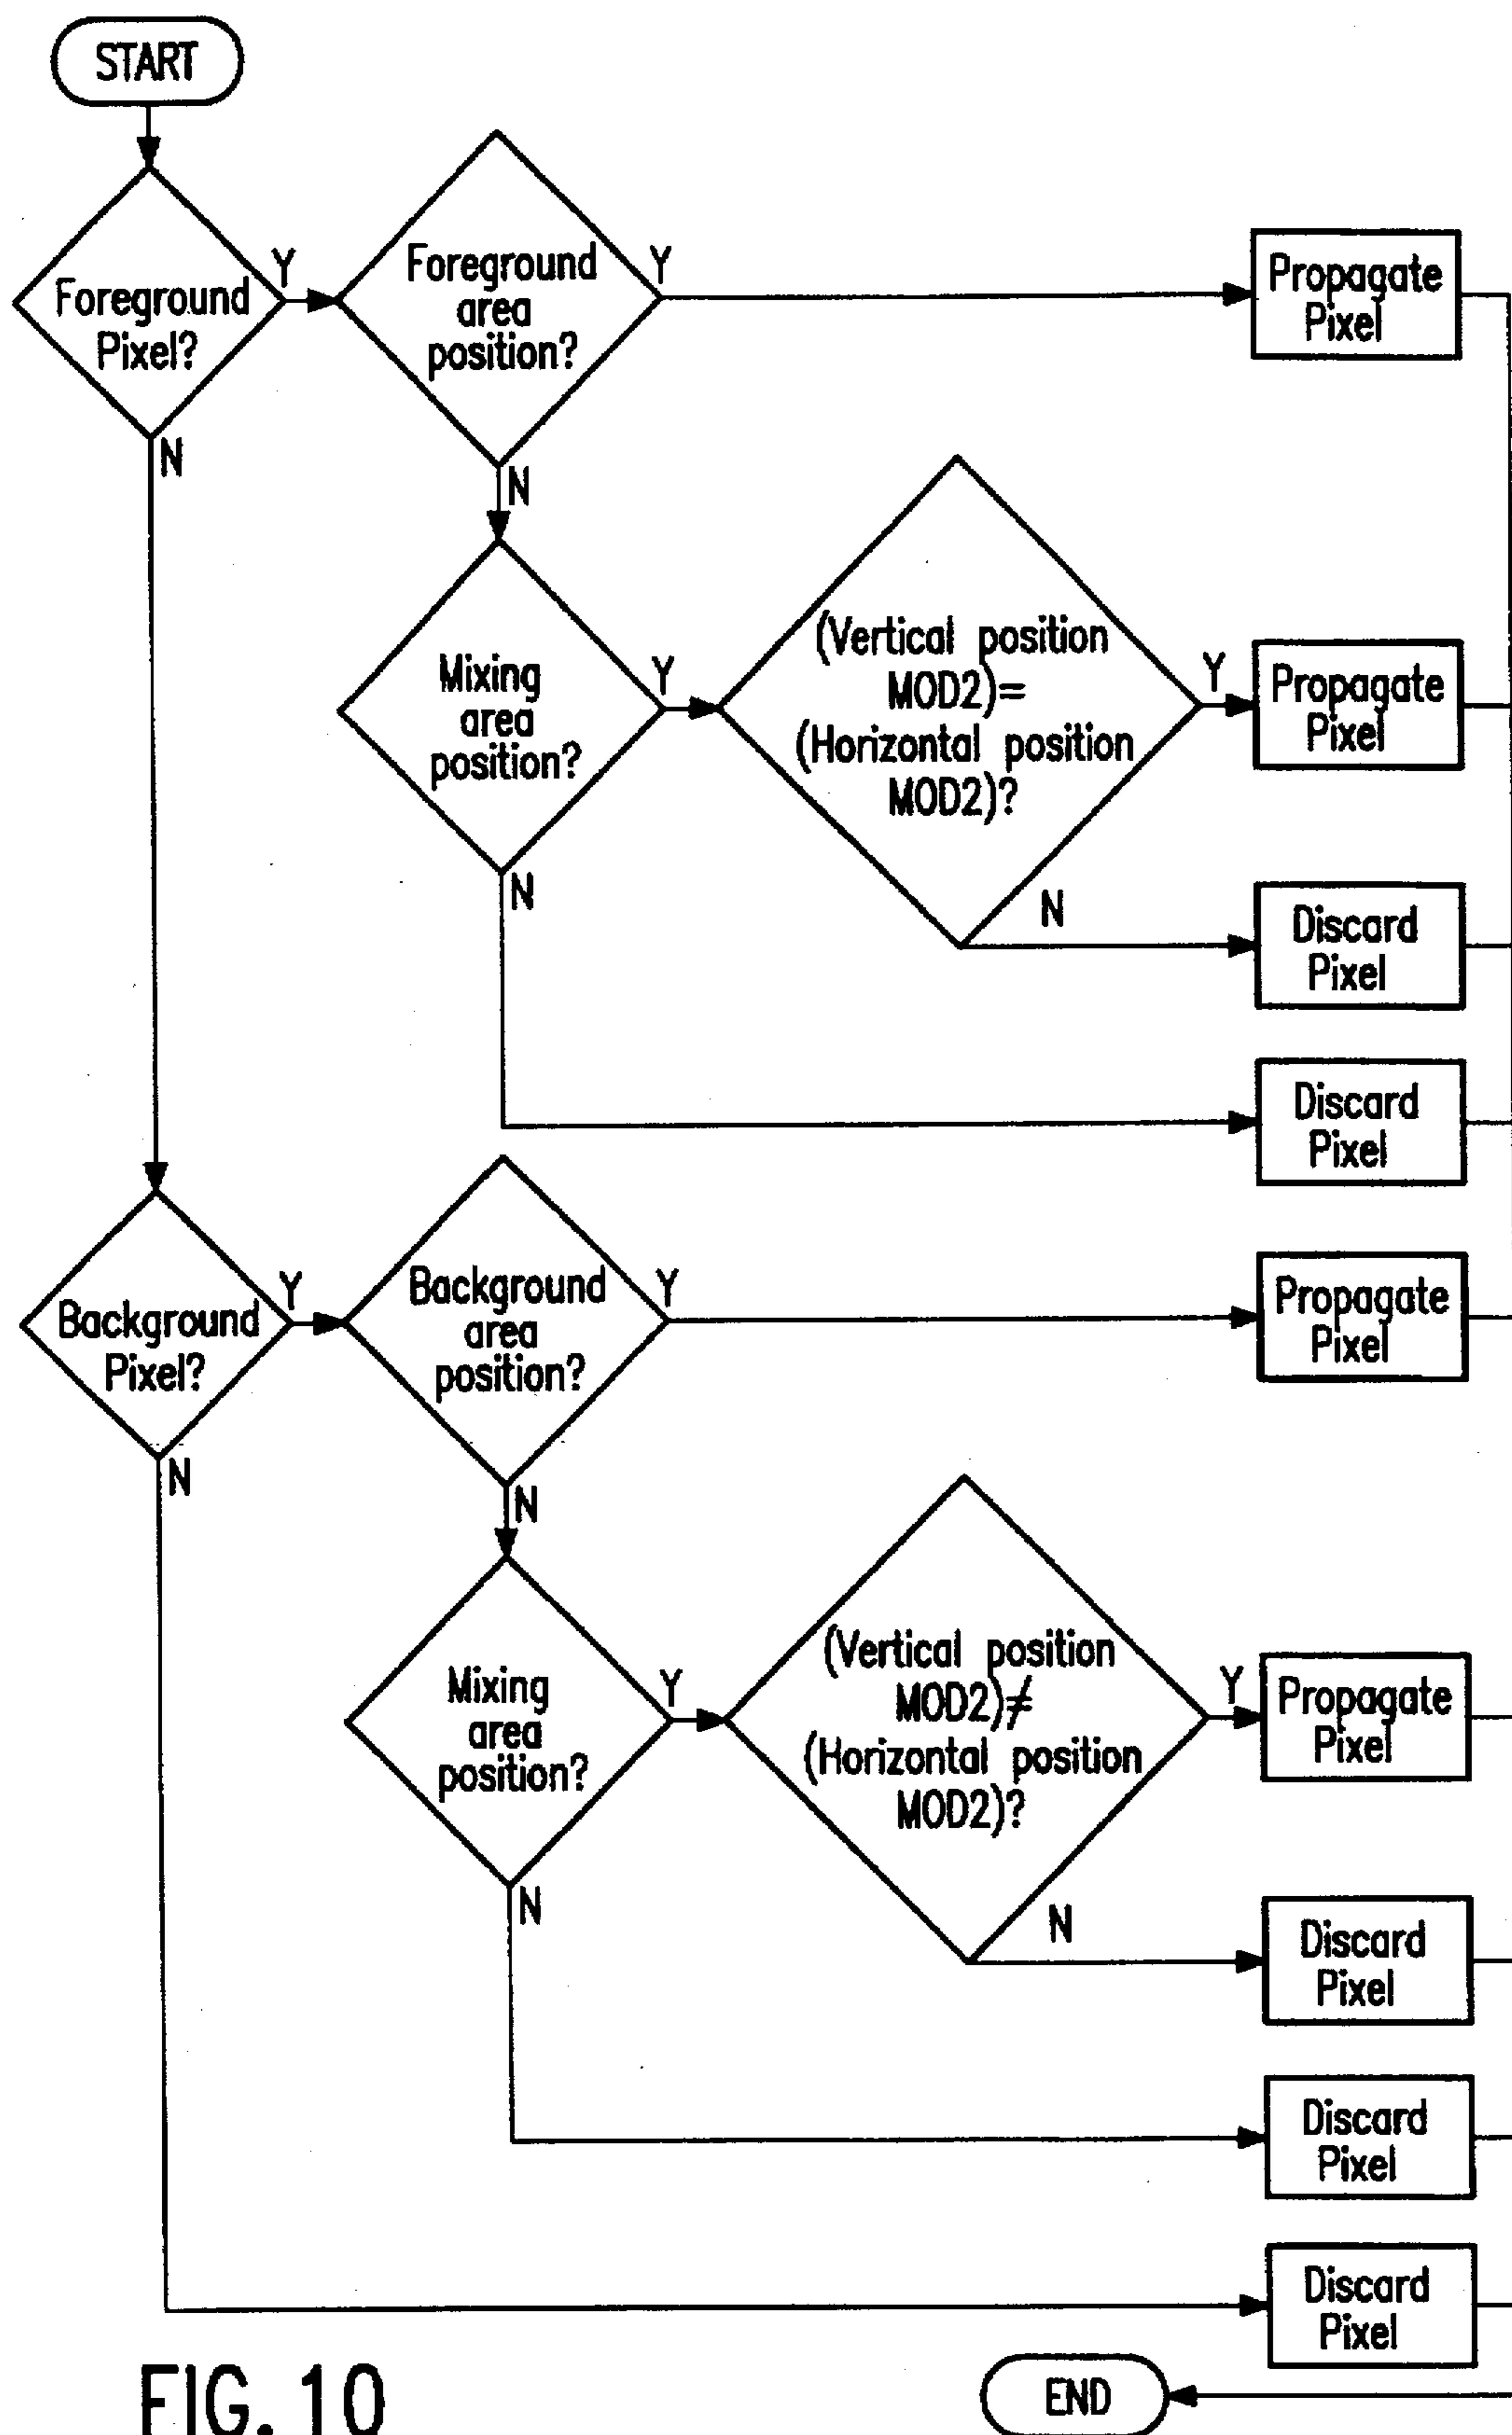 START
Foreground
Pixel?
Y
N
Foreground
area
position?
Y
N
Propagate
Pixel
Mixing
area
position?
Y
N
(Vertical position
MOD2)=
(Horizontal position
MOD2)?
Y
N
Propagate
Pixel
Discard
Pixel
Discard
Pixel
Background
Pixel?
Y
N
Background
area
position?
Y
N
Propagate
Pixel
Mixing
area
position?
Y
N
(Vertical position
MOD2)≠
(Horizontal position
MOD2)?
Y
N
Propagate
Pixel
Discard
Pixel
Discard
Pixel
Discard
Pixel
END
FIG. 10